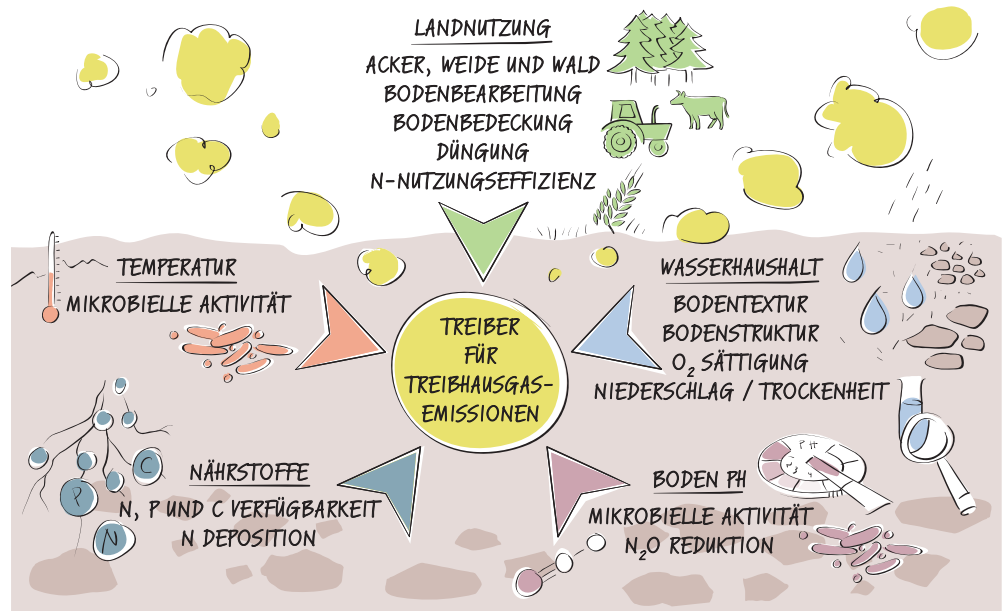 LANDNUTZUNG
ACKER, WEIDE UND WALD
BODENBEARBEITUNG
BODENBEDECKUNG
DÜNGUNG
N-NUTZUNGSEFFIZIENZ
TEMPERATUR
MIKROBIELLE AKTIVITÄT
WASSERHAUSHALT
BODENTEXTUR
BODENSTRUKTUR
O₂ SÄTTIGUNG
NIEDERSCHLAG / TROCKENHEIT
TREIBER
FÜR
TREIBHAUSGAS-
EMISSIONEN
NÄHRSTOFFE
N, P UND C VERFÜGBARKEIT
N DEPOSITION
C
P
N
BODEN PH
MIKROBIELLE AKTIVITÄT
N₂O REDUKTION
PH